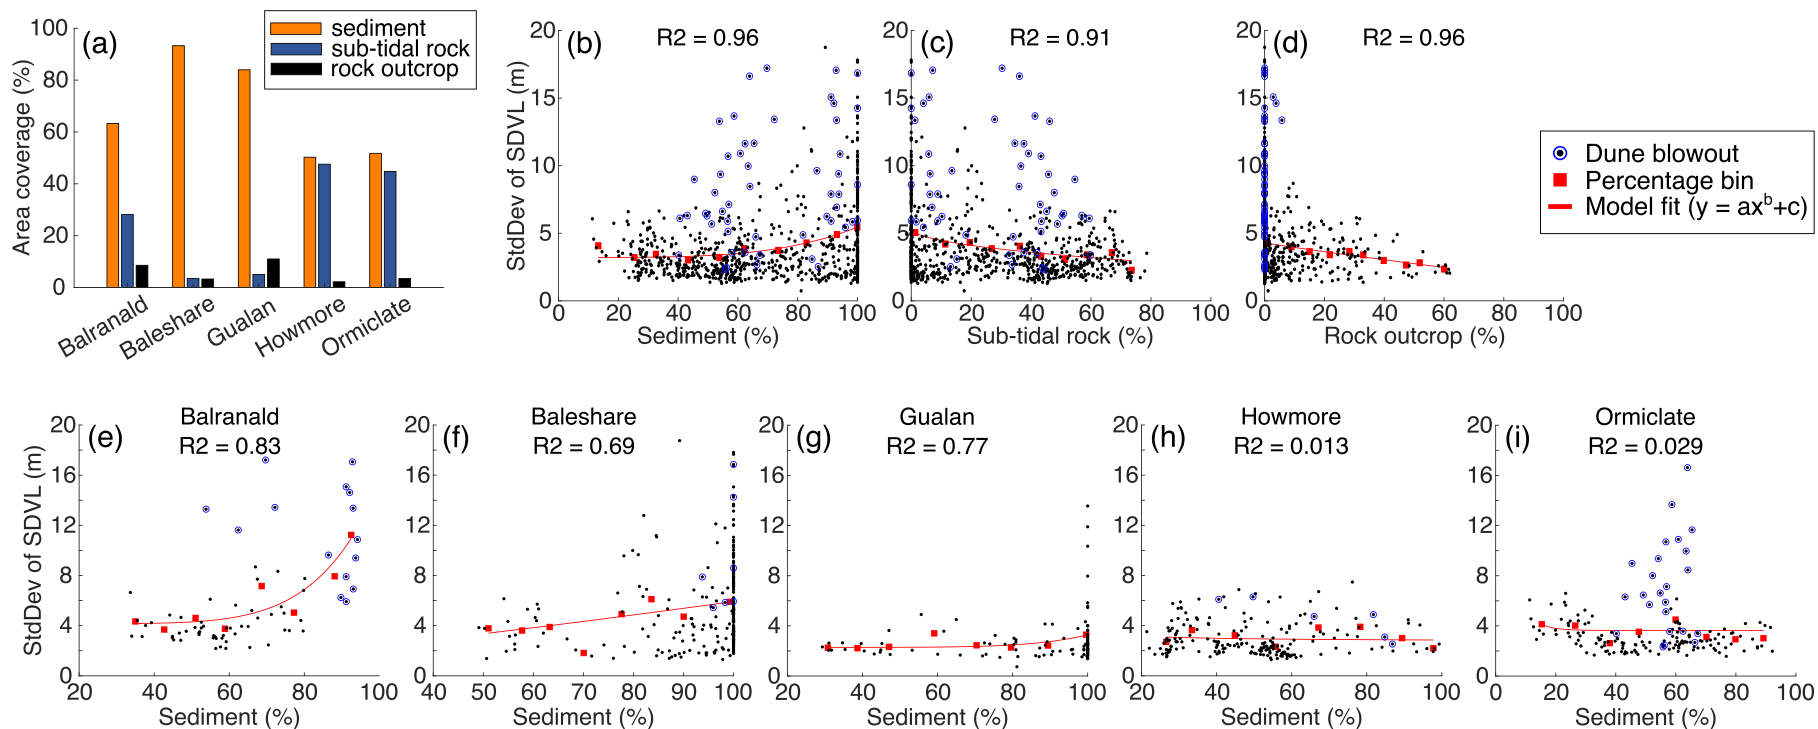 (a)
sediment
sub-tidal rock
rock outcrop
Area coverage (%)
100
80
60
40
20
0
Balranald
Baleshare
Gualan
Howmore
Ormiclate
(b)
R2 = 0.96
StdDev of SDVL (m)
20
15
10
5
0
0 20 40 60 80 100
Sediment (%)
(c)
R2 = 0.91
20
15
10
5
0
0 20 40 60 80 100
Sub-tidal rock (%)
(d)
R2 = 0.96
20
15
10
5
0
0 20 40 60 80 100
Rock outcrop (%)
Dune blowout
Percentage bin
Model fit (y = ax^b+c)
(e)
Balranald
R2 = 0.83
StdDev of SDVL (m)
20
16
12
8
4
0
20 40 60 80 100
Sediment (%)
(f)
Baleshare
R2 = 0.69
20
16
12
8
4
0
40 50 60 70 80 90 100
Sediment (%)
(g)
Gualan
R2 = 0.77
20
16
12
8
4
0
20 40 60 80 100
Sediment (%)
(h)
Howmore
R2 = 0.013
20
16
12
8
4
0
20 40 60 80 100
Sediment (%)
(i)
Ormiclate
R2 = 0.029
20
16
12
8
4
0
0 20 40 60 80 100
Sediment (%)